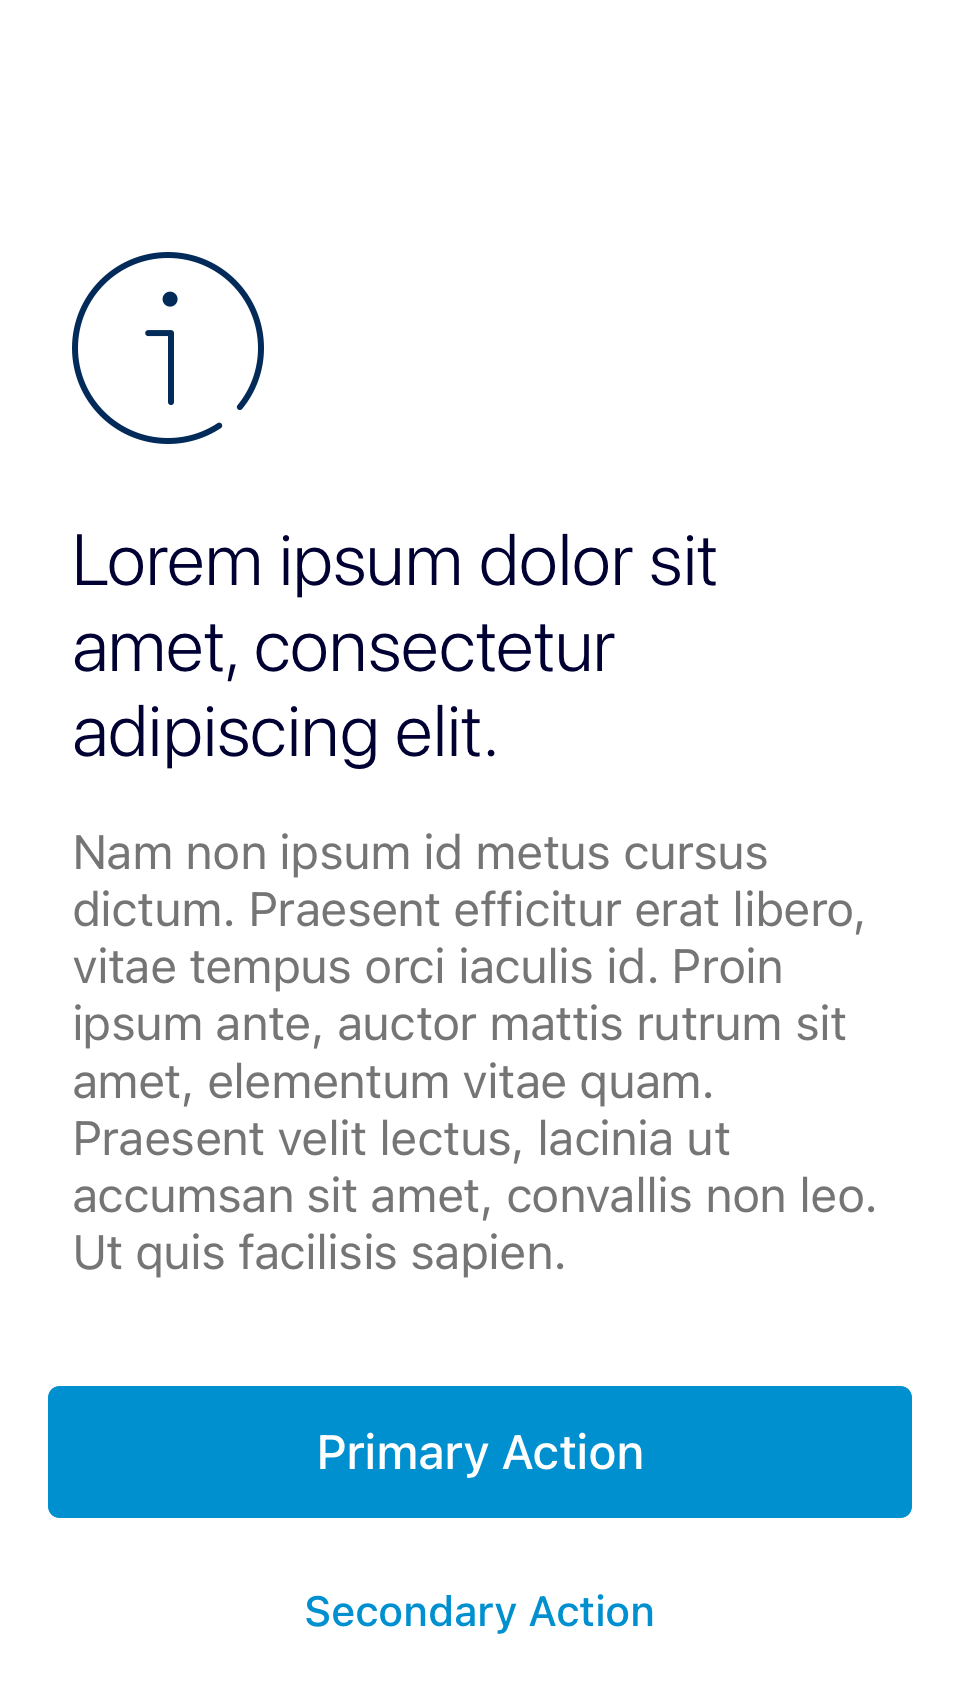 Lorem ipsum dolor sit
amet, consectetur
adipiscing elit.
Nam non ipsum id metus cursus
dictum. Praesent efficitur erat libero,
vitae tempus orci iaculis id. Proin
ipsum ante, auctor mattis rutrum sit
amet, elementum vitae quam.
Praesent velit lectus, lacinia ut
accumsan sit amet, convallis non leo.
Ut quis facilisis sapien.
Primary Action
Secondary Action